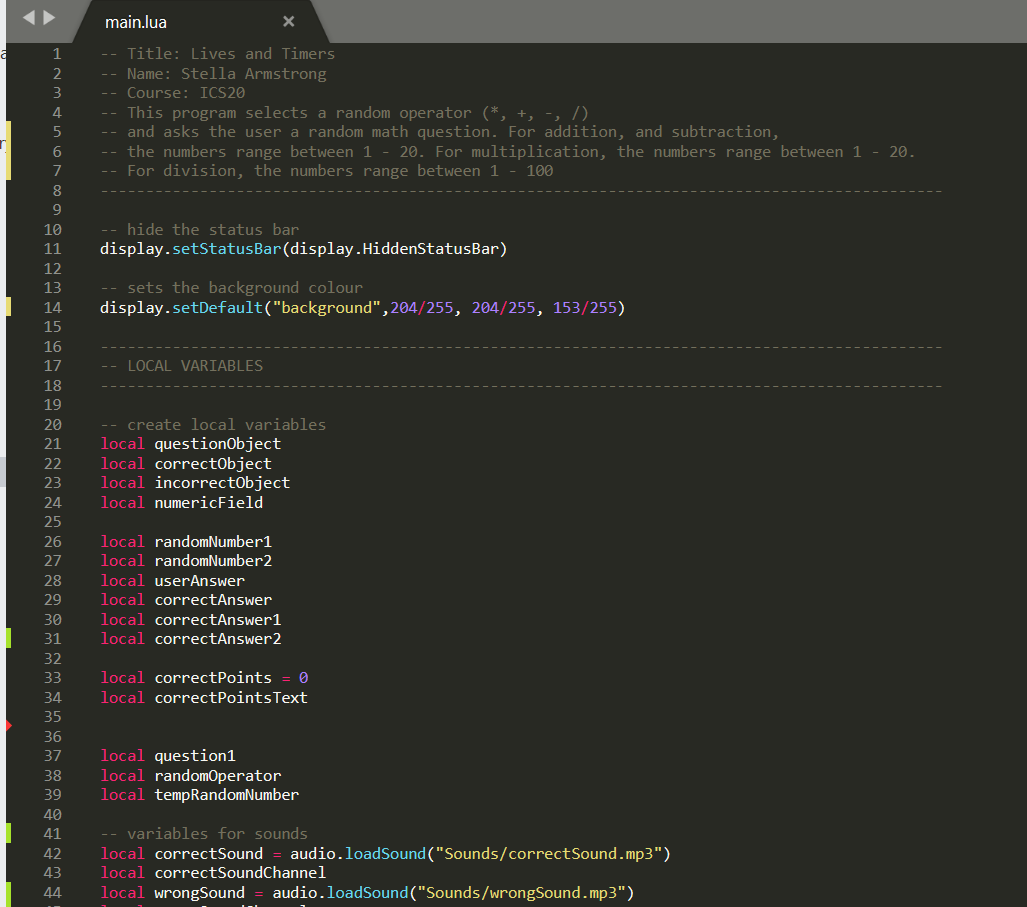 main.lua
1 -- Title: Lives and Timers
2 -- Name: Stella Armstrong
3 -- Course: ICS20
4 -- This program selects a random operator (*, +, -, /)
5 -- and asks the user a random math question. For addition, and subtraction,
6 -- the numbers range between 1 - 20. For multiplication, the numbers range between 1 - 20.
7 -- For division, the numbers range between 1 - 100
8 ---------------------------------------------------------------------------------------------
9
10 -- hide the status bar
11 display.setStatusBar(display.HiddenStatusBar)
12
13 -- sets the background colour
14 display.setDefault("background",204/255, 204/255, 153/255)
15
16 ---------------------------------------------------------------------------------------------
17 -- LOCAL VARIABLES
18 ---------------------------------------------------------------------------------------------
19
20 -- create local variables
21 local questionObject
22 local correctObject
23 local incorrectObject
24 local numericField
25
26 local randomNumber1
27 local randomNumber2
28 local userAnswer
29 local correctAnswer
30 local correctAnswer1
31 local correctAnswer2
32
33 local correctPoints = 0
34 local correctPointsText
35
36
37 local question1
38 local randomOperator
39 local tempRandomNumber
40
41 -- variables for sounds
42 local correctSound = audio.loadSound("Sounds/correctSound.mp3")
43 local correctSoundChannel
44 local wrongSound = audio.loadSound("Sounds/wrongSound.mp3")